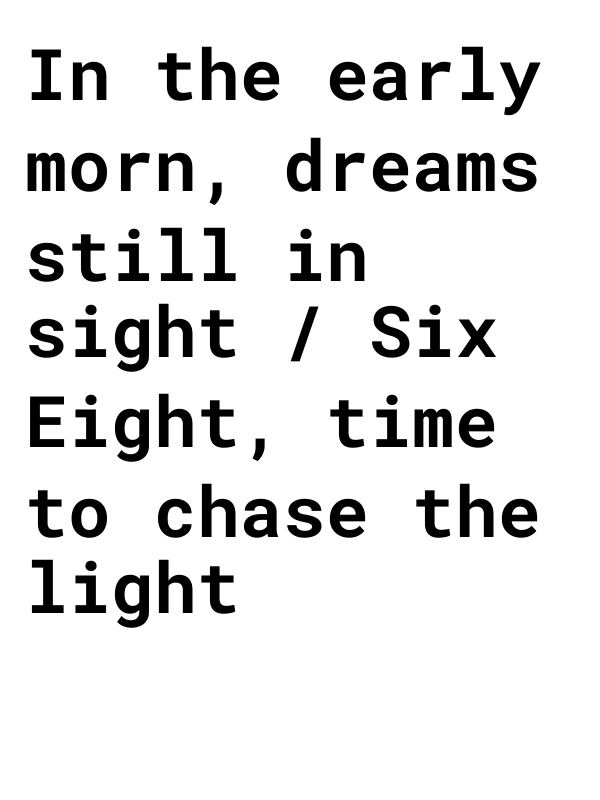 In the early
morn, dreams
still in
sight / Six
Eight, time
to chase the
light